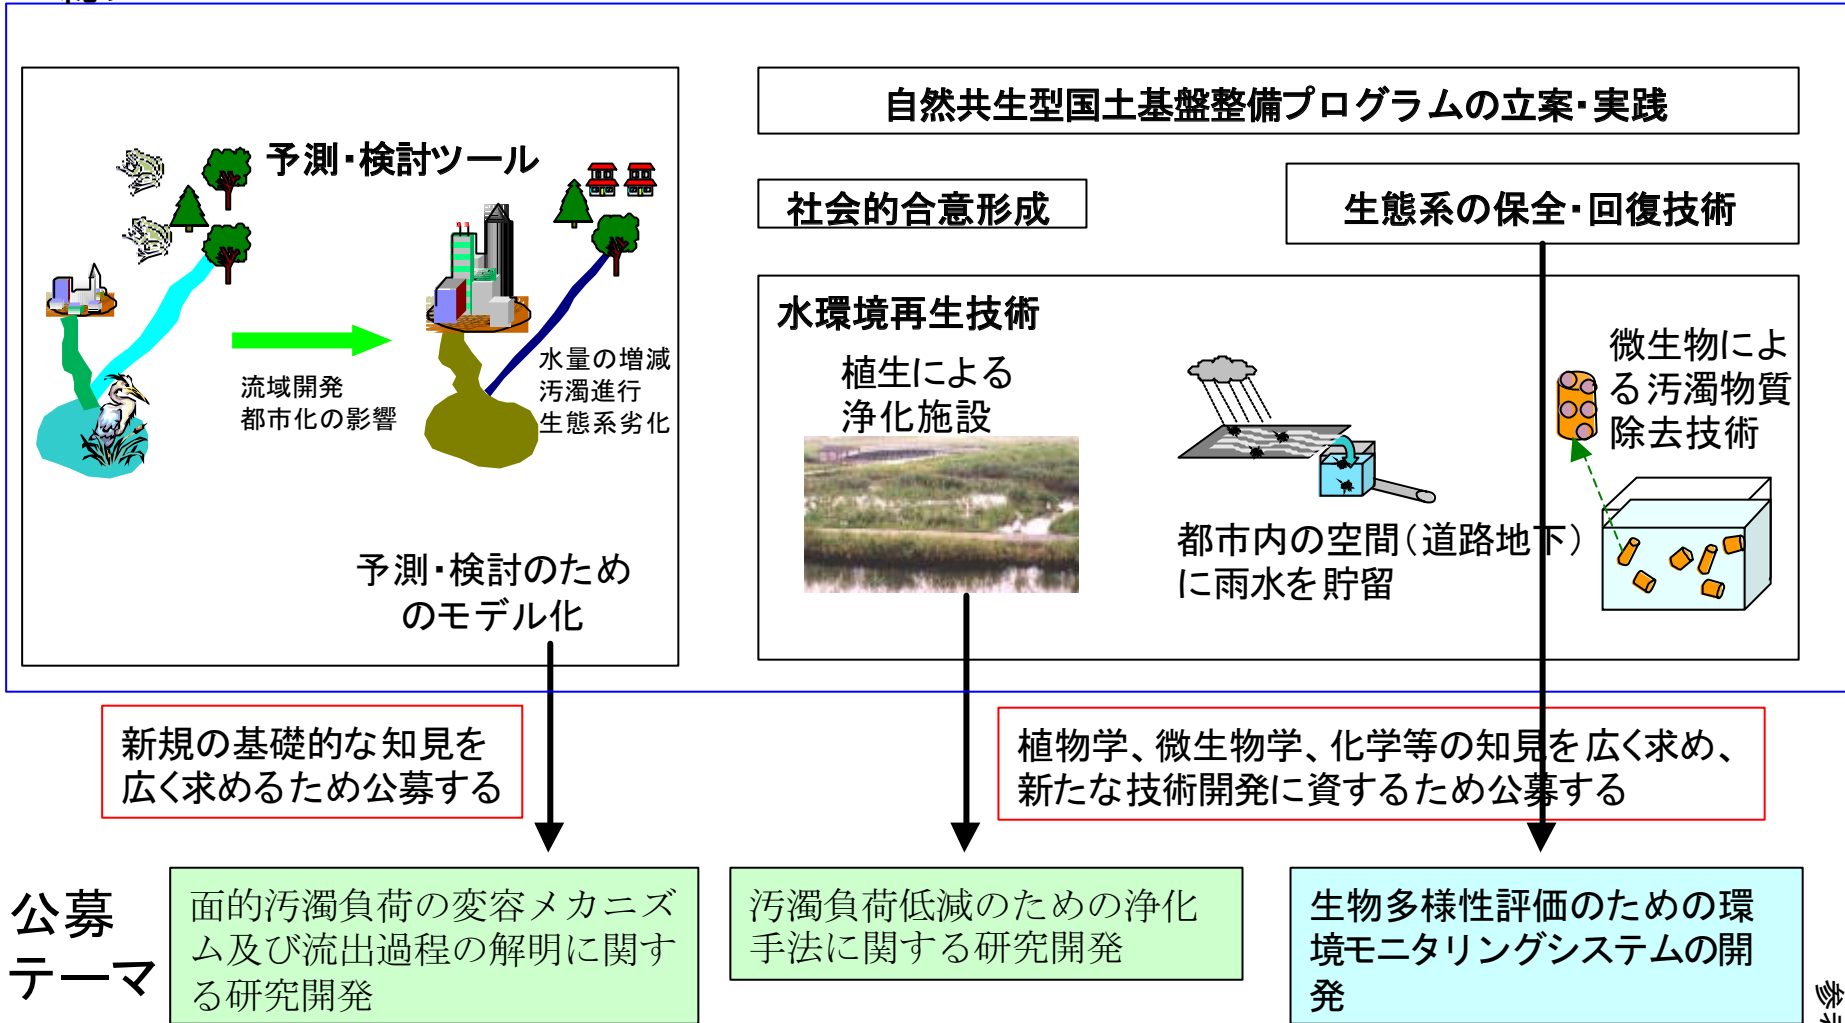 自然共生型国土基盤整備プログラムの立案・実践
予測・検討ツール
社会的合意形成
生態系の保全・回復技術
水環境再生技術
流域開発
都市化の影響
水量の増減
汚濁進行
生態系劣化
植生による
浄化施設
微生物によ
る汚濁物質
除去技術
都市内の空間（道路地下）
に雨水を貯留
予測・検討のため
のモデル化
新規の基礎的な知見を
広く求めるため公募する
植物学、微生物学、化学等の知見を広く求め、
新たな技術開発に資するため公募する
公募
テーマ
面的汚濁負荷の変容メカニズ
ム及び流出過程の解明に関す
る研究開発
汚濁負荷低減のための浄化
手法に関する研究開発
生物多様性評価のための環
境モニタリングシステムの開
発
参